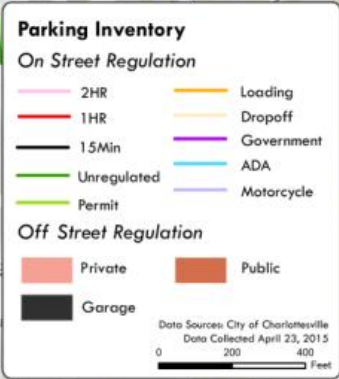 Parking Inventory
On Street Regulation
2HR
1HR
15Min
Unregulated
Permit
Loading
Dropoff
Government
ADA
Motorcycle
Off Street Regulation
Private
Public
Garage
Data Sources: City of Charlottesville
Data Collected April 23, 2015
0 200 400
Feet